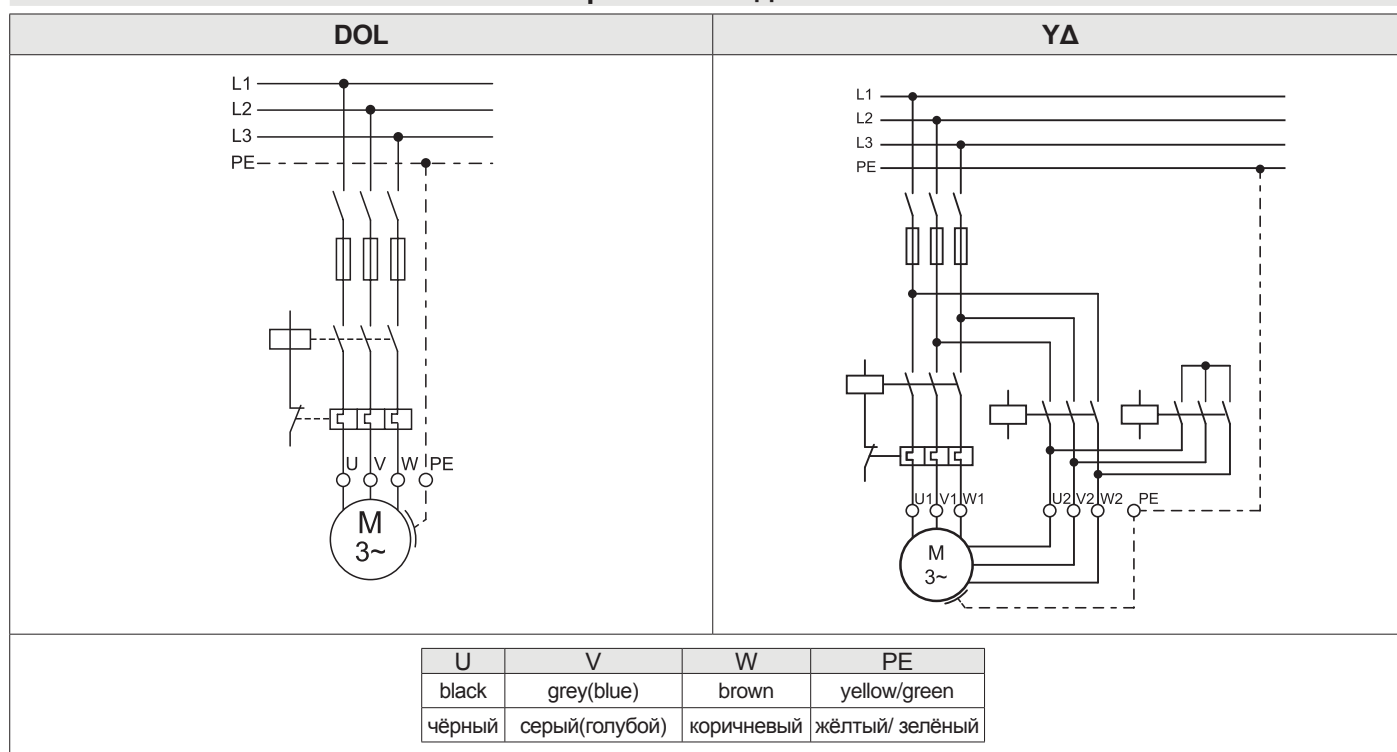 DOL
YΔ
L1
L2
L3
PE
U V W PE
M
3~
L1
L2
L3
PE
U1 V1 W1 U2 V2 W2 PE
M
3~
U V W PE
black grey(blue) brown yellow/green
чёрный серый(голубой) коричневый жёлтый/ зелёный